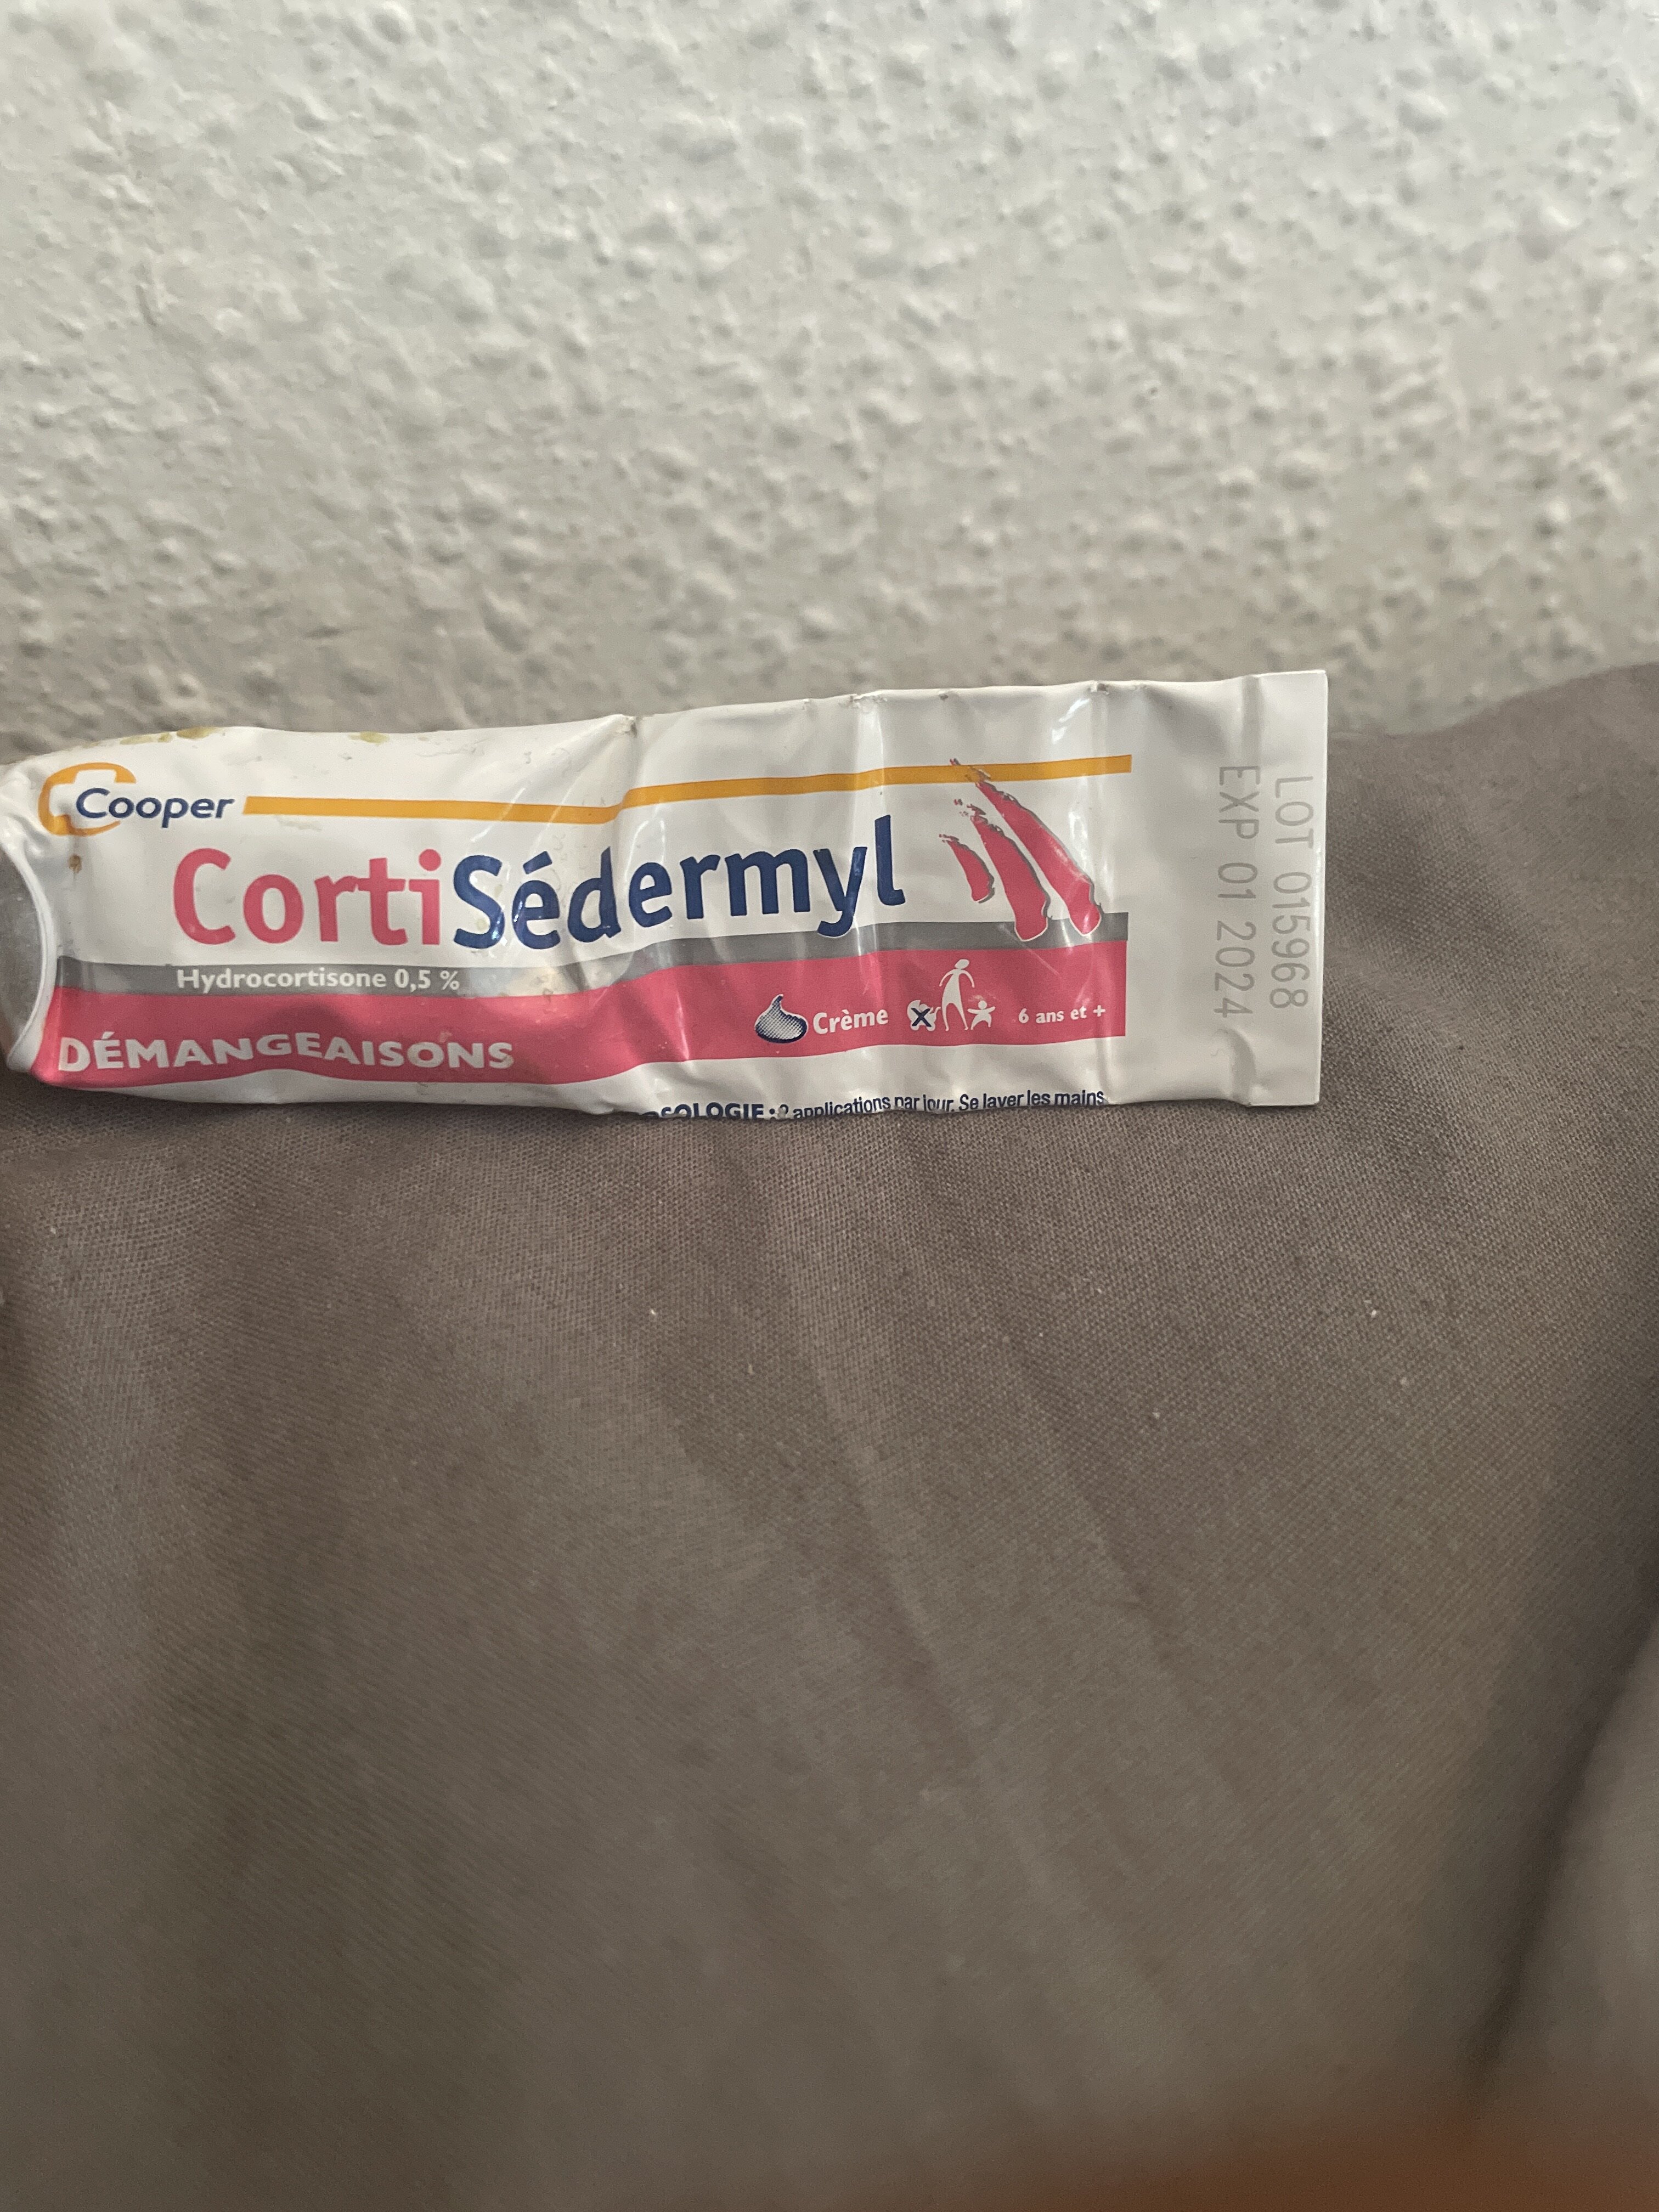 Cooper
CortiSédermyl
Hydrocortisone 0,5 %
DÉMANGEAISONS
Crème
6 ans et +
applications par jour. Se laver les mains
LOT 015968
EXP 01 2024